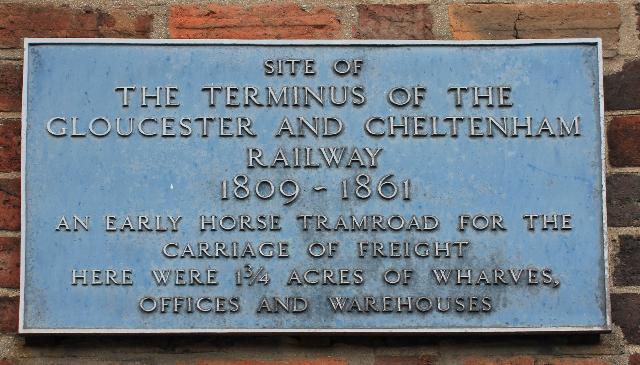 SITE OF
THE TERMINUS OF THE
GLOUCESTER AND CHELTENHAM
RAILWAY
1809 ~ 1861
AN EARLY HORSE TRAMROAD FOR THE
CARRIAGE OF FREIGHT
HERE WERE 1¾ ACRES OF WHARVES,
OFFICES AND WAREHOUSES